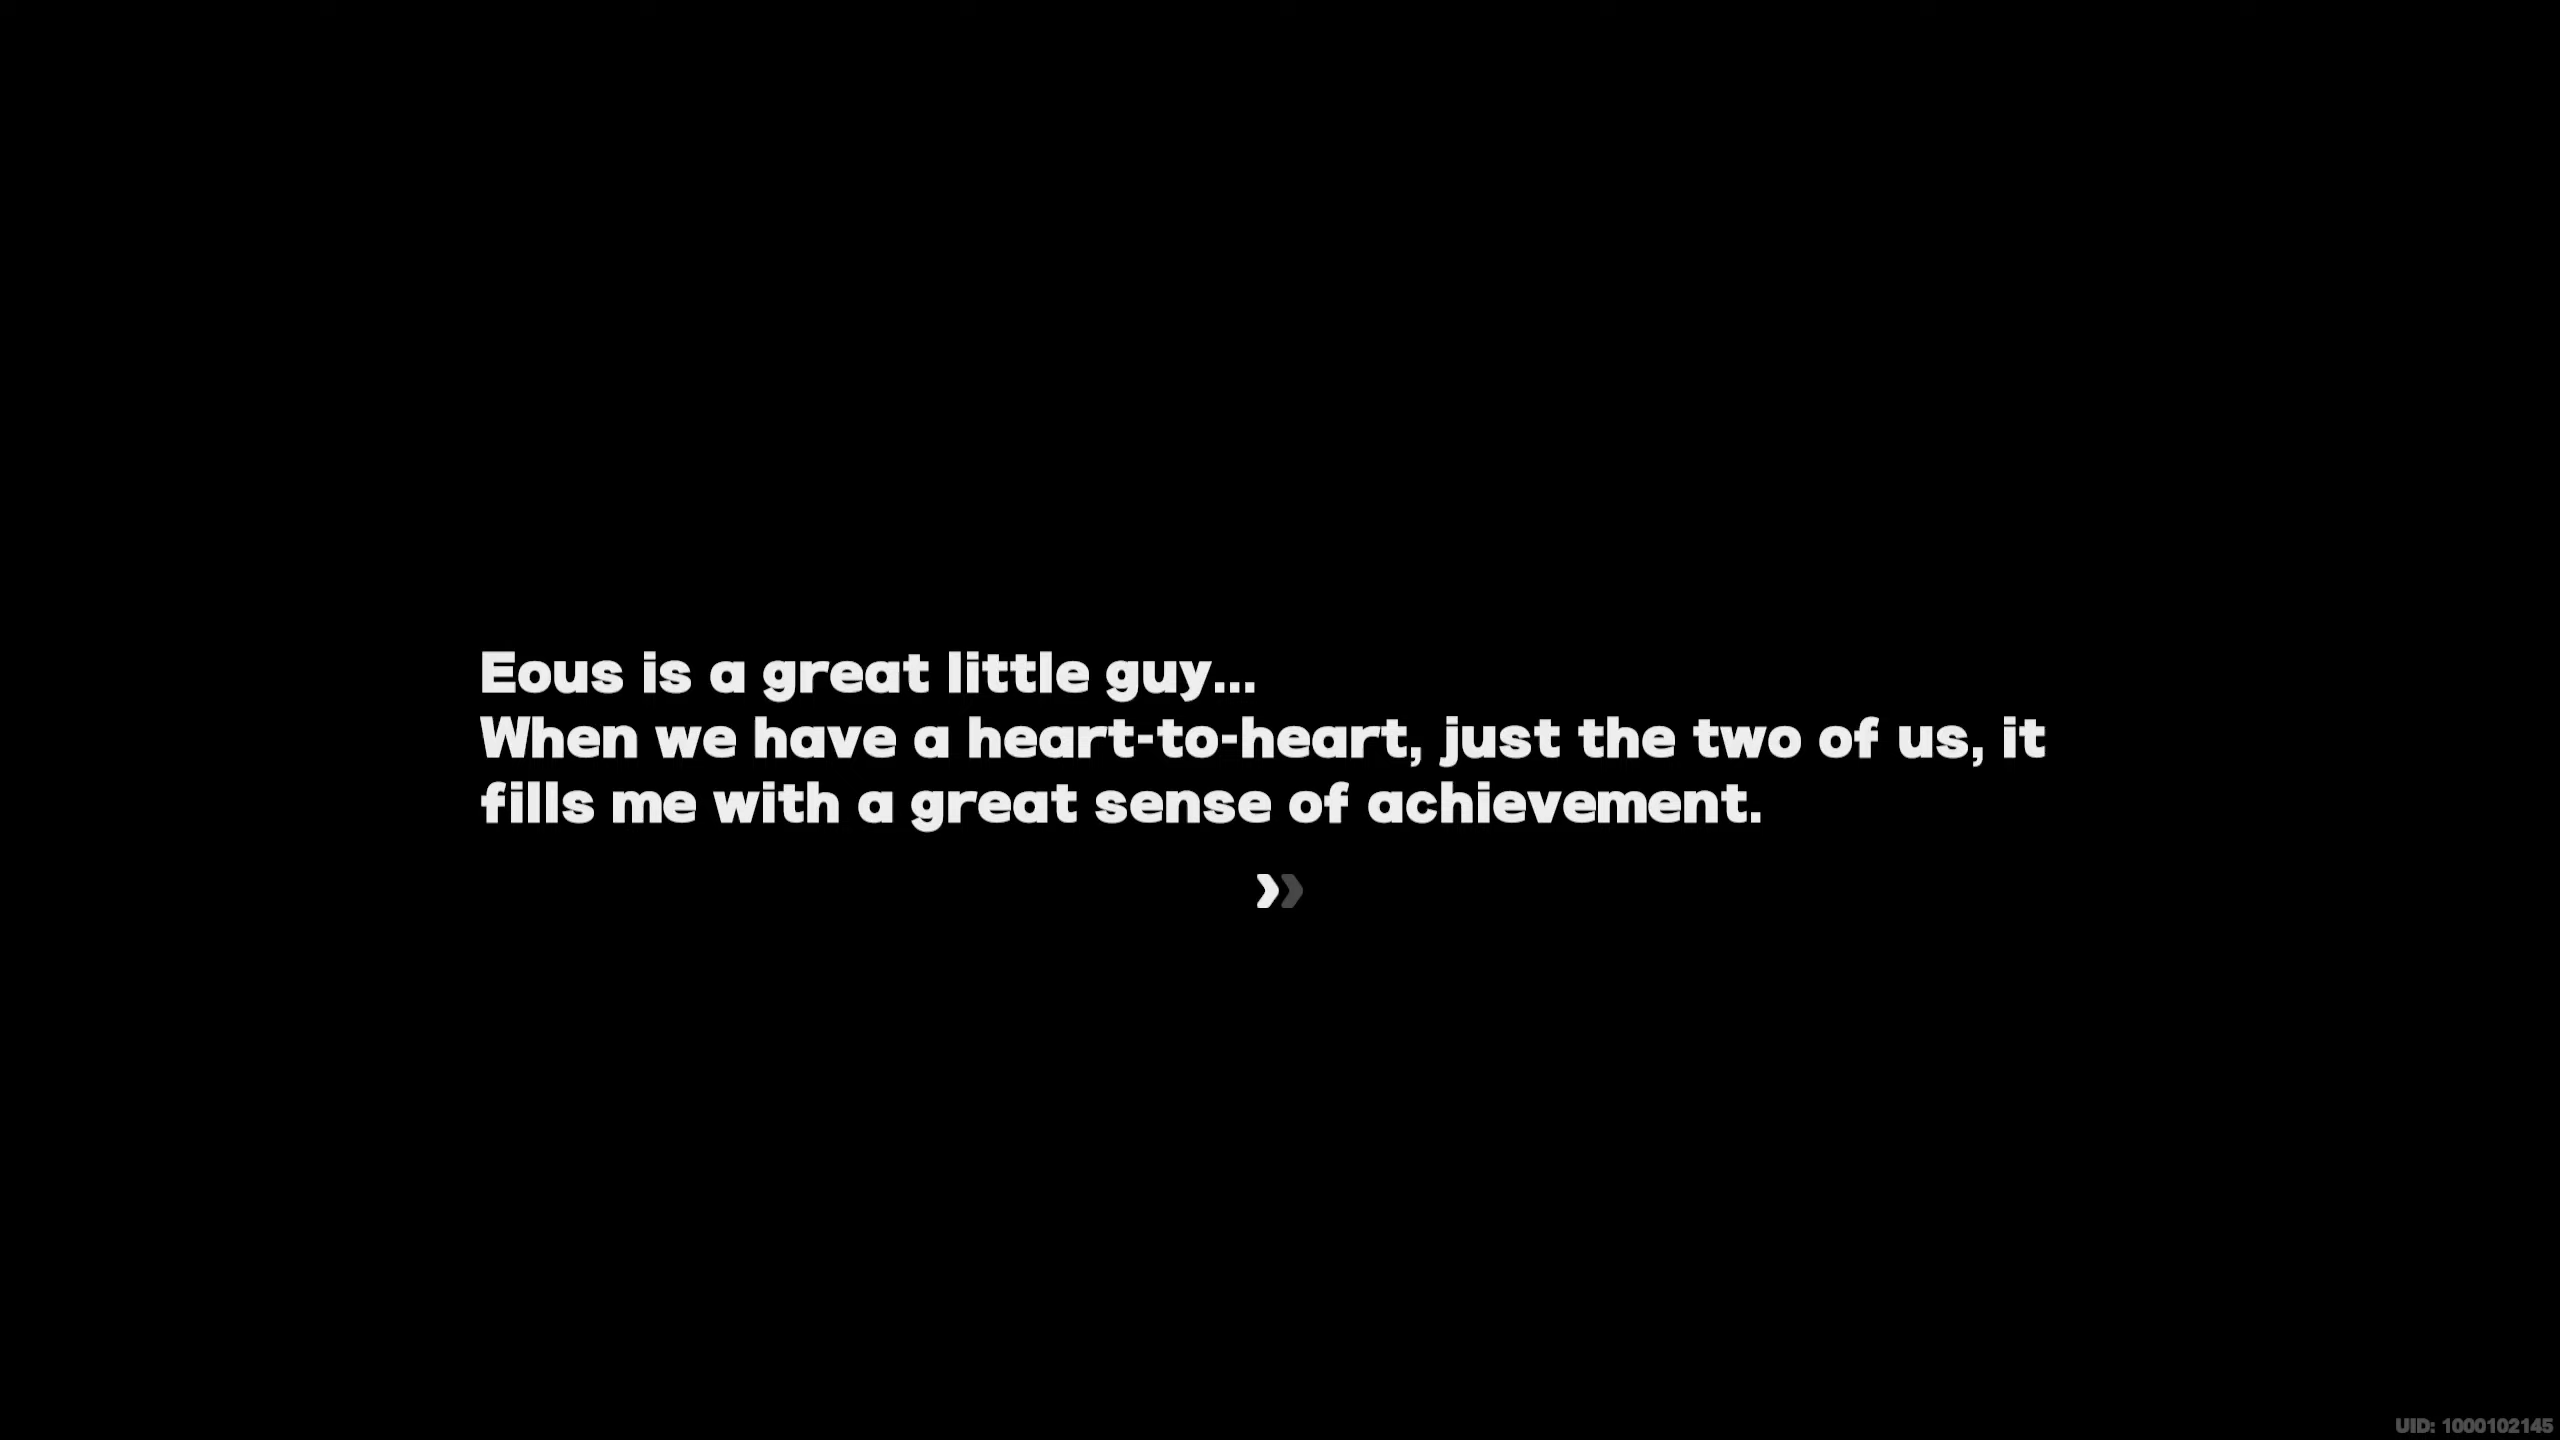 Eous is a great little guy...
When we have a heart-to-heart, just the two of us, it
fills me with a great sense of achievement.
UID: 1000102145